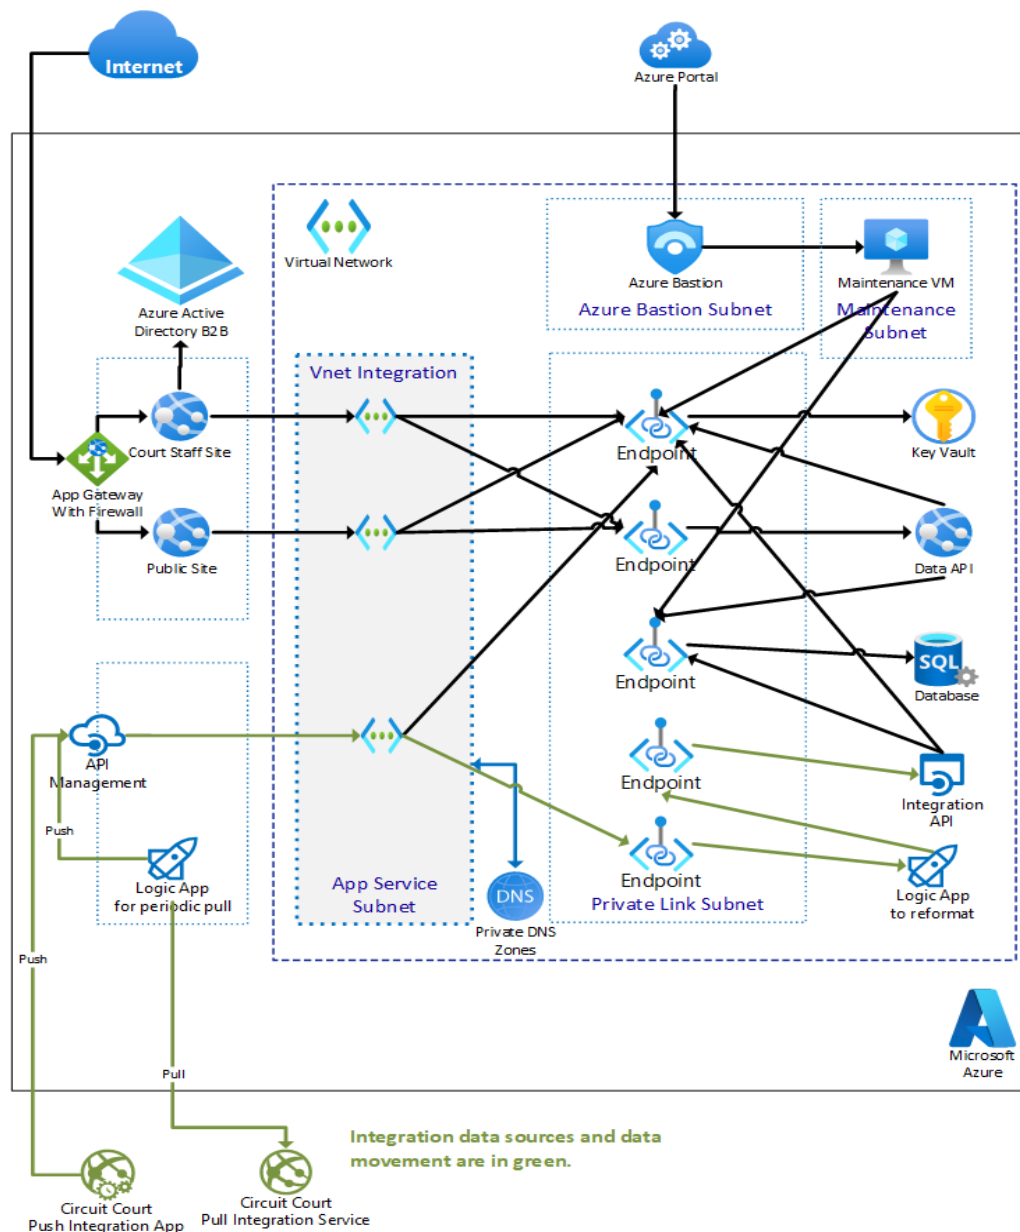 Internet
Azure Portal
Virtual Network
Azure Bastion
Maintenance VM
Azure Bastion Subnet
Maintenance
Subnet
Azure Active
Directory B2B
Vnet Integration
Court Staff Site
Endpoint
Key Vault
App Gateway
With Firewall
Public Site
Endpoint
Data API
Endpoint
SQL
Database
API
Management
Endpoint
Integration
API
Push
Logic App
for periodic pull
App Service
Subnet
DNS
Private DNS
Zones
Endpoint
Private Link Subnet
Logic App
to reformat
Push
Microsoft
Azure
Pull
Integration data sources and data
movement are in green.
Circuit Court
Push Integration App
Circuit Court
Pull Integration Service